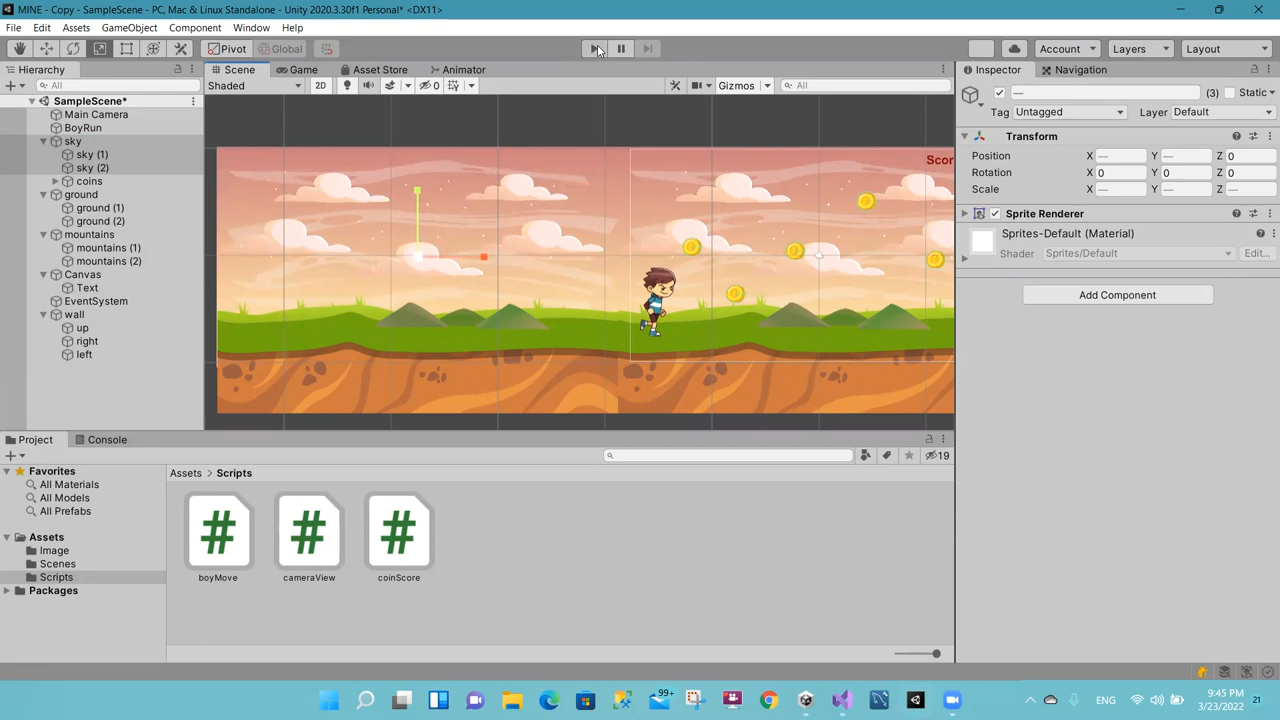 MINE - Copy - SampleScene - PC, Mac & Linux Standalone - Unity 2020.3.30f1 Personal* <DX11>
File Edit Assets GameObject Component Window Help
Pivot Global Account Layers Layout
Hierarchy Scene Game Asset Store Animator Inspector Navigation
All Shaded 2D 0 Gizmos All (3) Static
SampleScene*
Main Camera
BoyRun
sky
sky (1)
sky (2)
coins
ground
ground (1)
ground (2)
mountains
mountains (1)
mountains (2)
Canvas
Text
EventSystem
wall
up
right
left
Scor
Tag Untagged Layer Default
Transform
Position X — Y — Z 0
Rotation X 0 Y 0 Z 0
Scale X — Y — Z —
Sprite Renderer
Sprites-Default (Material)
Shader Sprites/Default Edit...
Add Component
Project Console
19
Favorites
All Materials
All Models
All Prefabs
Assets
Image
Scenes
Scripts
Packages
Assets > Scripts
boyMove cameraView coinScore
99+
ENG
9:45 PM
3/23/2022
21